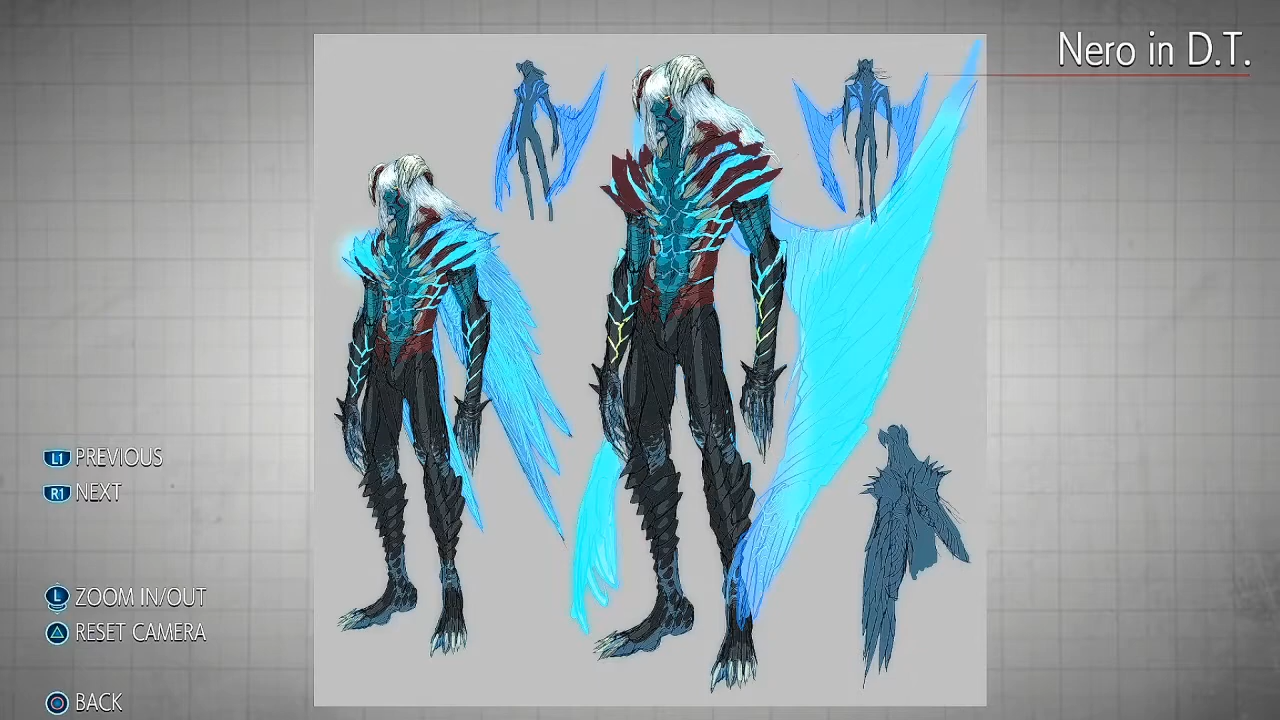 Nero in D.T.
L1 PREVIOUS
R1 NEXT
L ZOOM IN/OUT
RESET CAMERA
BACK